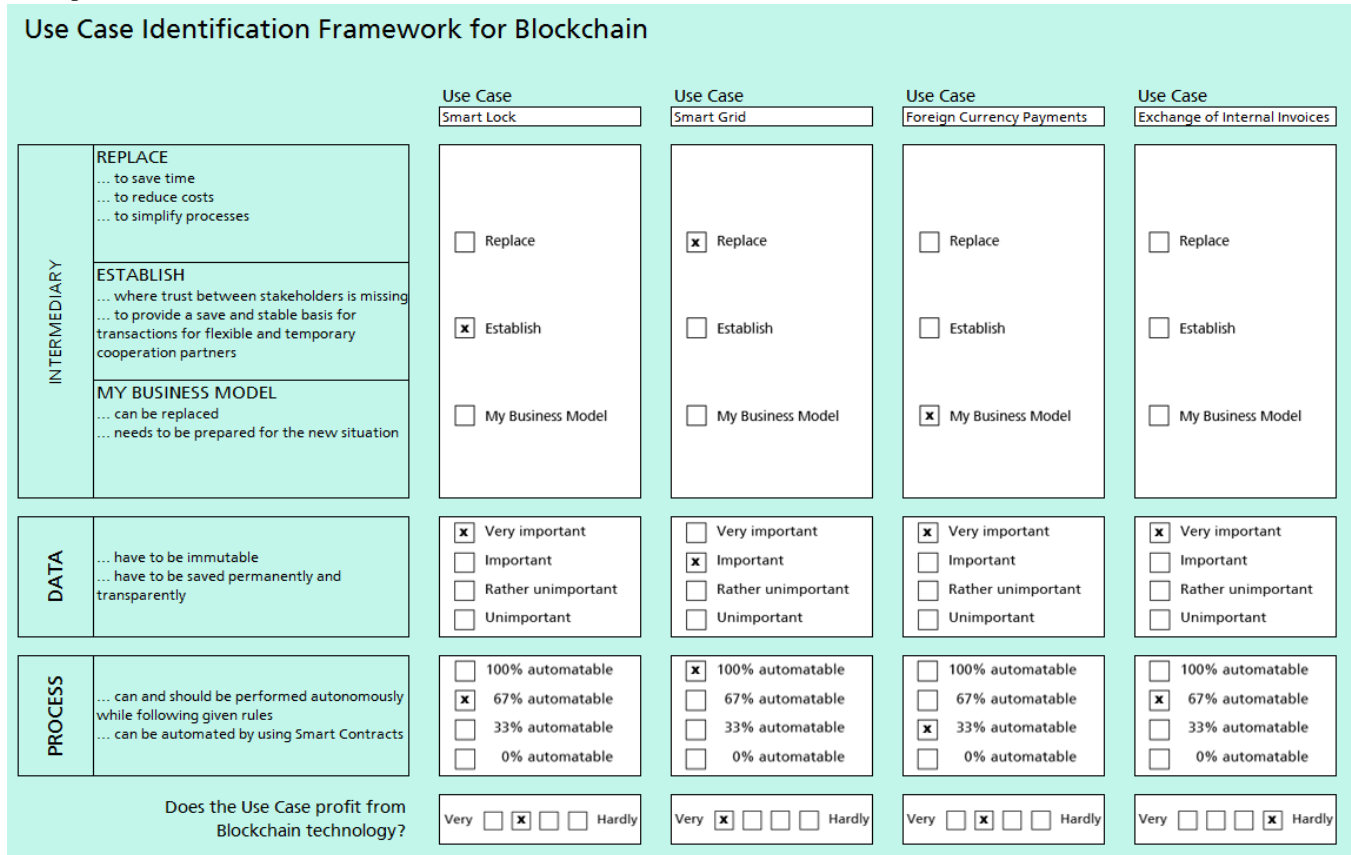 Use Case Identification Framework for Blockchain
Use Case
Smart Lock
Use Case
Smart Grid
Use Case
Foreign Currency Payments
Use Case
Exchange of Internal Invoices
INTERMEDIARY
REPLACE
... to save time
... to reduce costs
... to simplify processes
ESTABLISH
... where trust between stakeholders is missing
... to provide a save and stable basis for
transactions for flexible and temporary
cooperation partners
MY BUSINESS MODEL
... can be replaced
... needs to be prepared for the new situation
Replace
x Establish
My Business Model
x Replace
Establish
My Business Model
Replace
Establish
x My Business Model
Replace
Establish
My Business Model
DATA
... have to be immutable
... have to be saved permanently and
transparently
x Very important
Important
Rather unimportant
Unimportant
Very important
x Important
Rather unimportant
Unimportant
x Very important
Important
Rather unimportant
Unimportant
x Very important
Important
Rather unimportant
Unimportant
PROCESS
... can and should be performed autonomously
while following given rules
... can be automated by using Smart Contracts
100% automatable
x 67% automatable
33% automatable
0% automatable
x 100% automatable
67% automatable
33% automatable
0% automatable
100% automatable
67% automatable
x 33% automatable
0% automatable
100% automatable
x 67% automatable
33% automatable
0% automatable
Does the Use Case profit from
Blockchain technology?
Very x Hardly
Very x Hardly
Very x Hardly
Very x Hardly